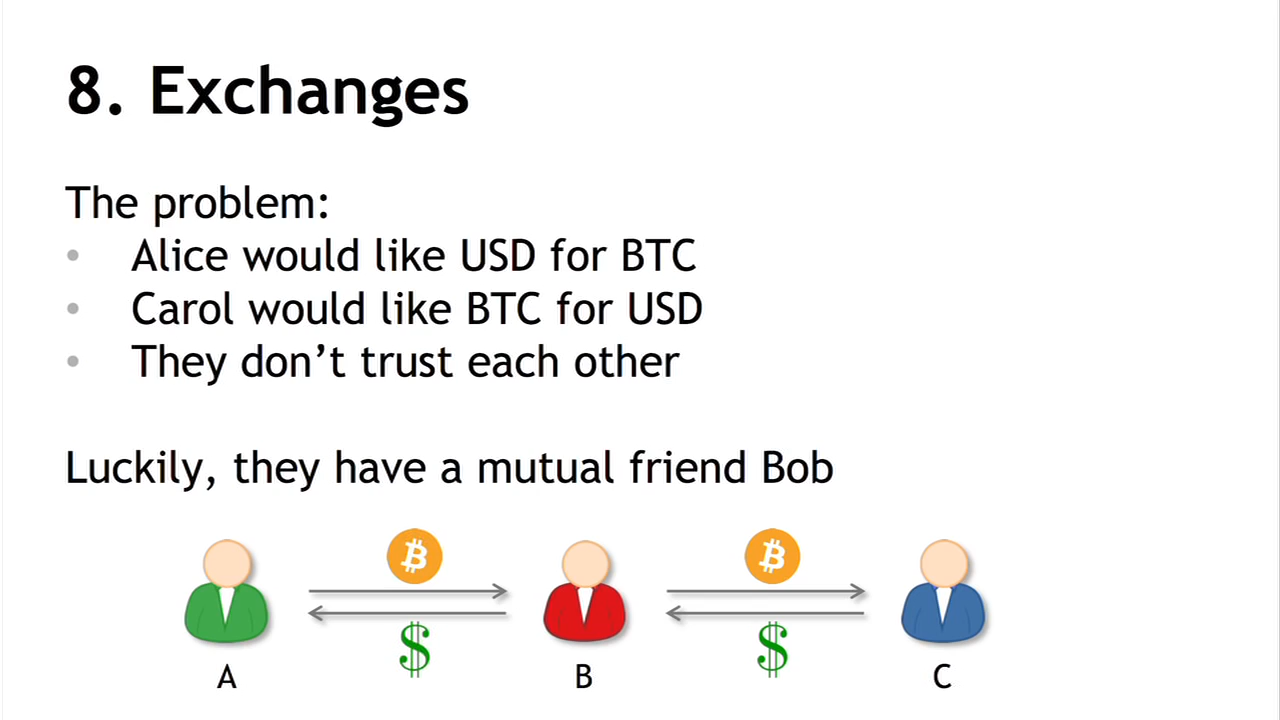 8. Exchanges
The problem:
• Alice would like USD for BTC
• Carol would like BTC for USD
• They don’t trust each other
Luckily, they have a mutual friend Bob
₿ ₿
$ $
A B C